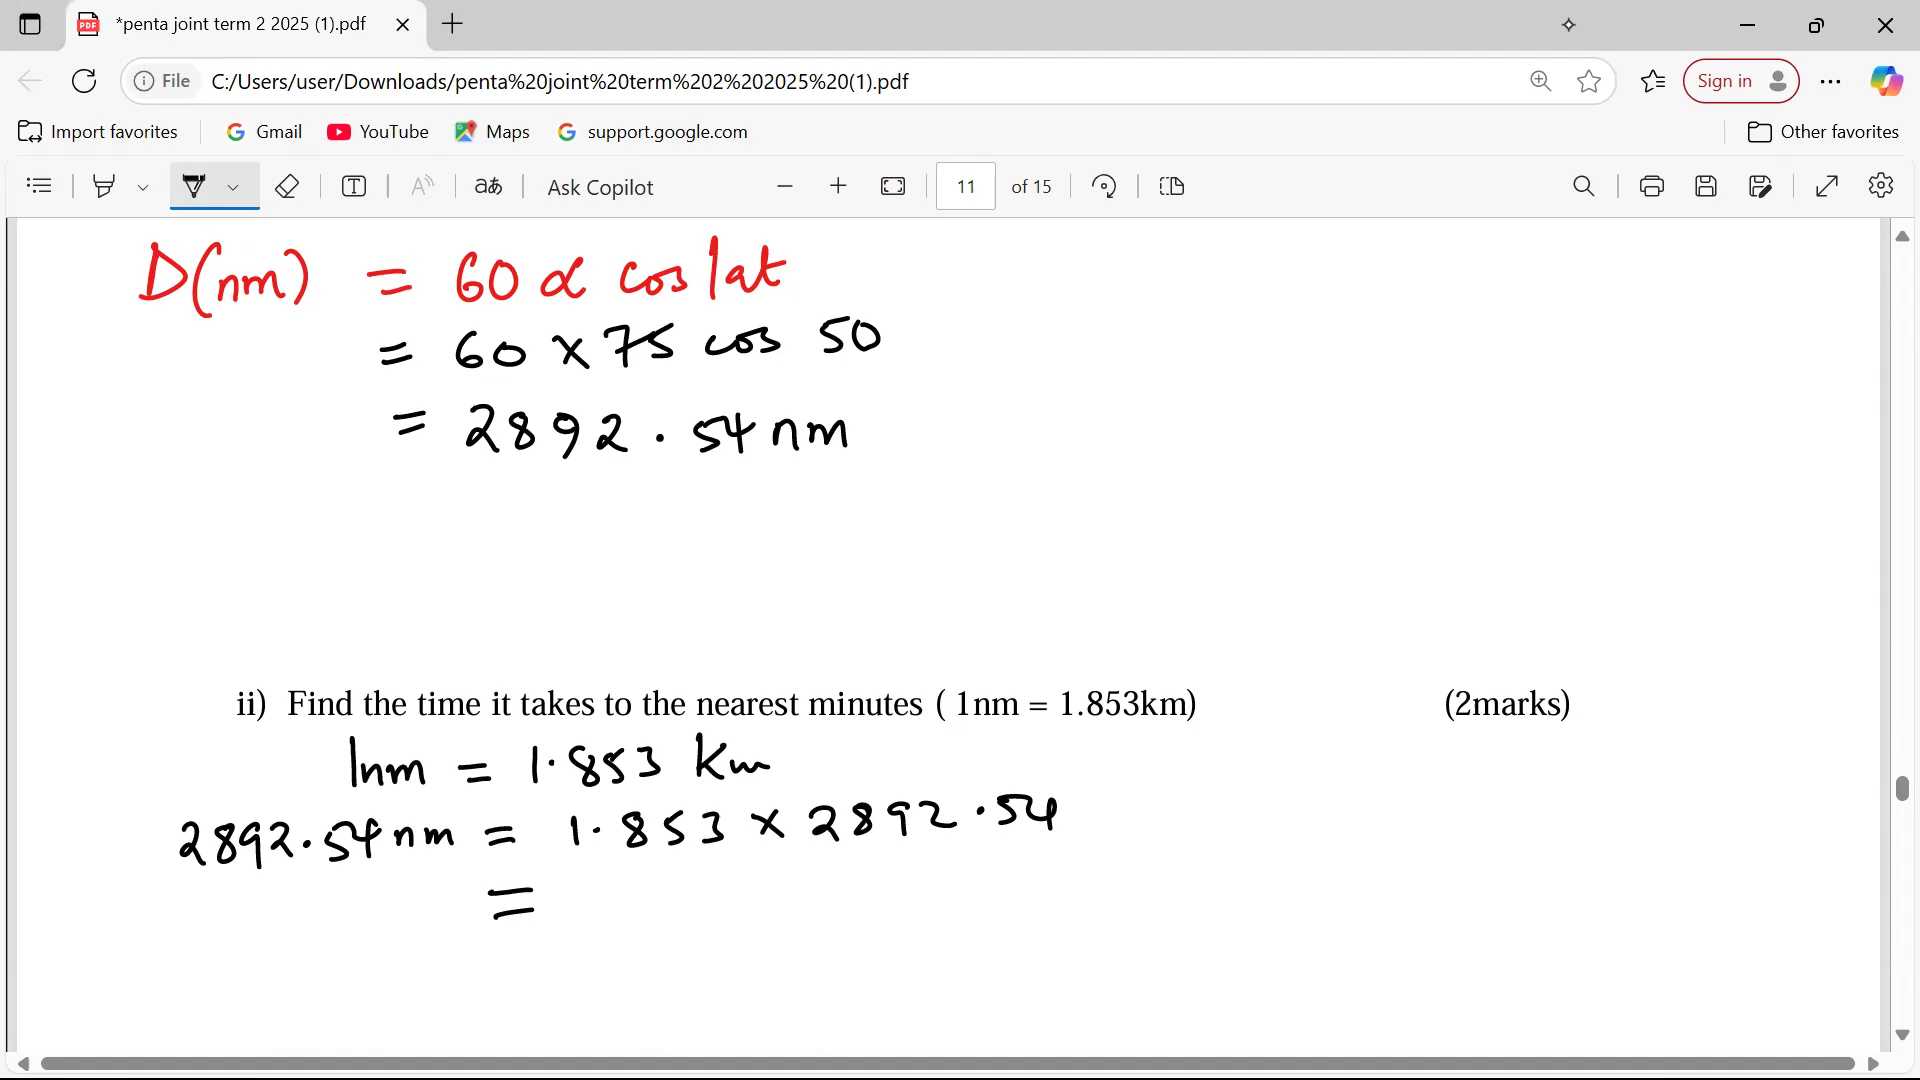 *penta joint term 2 2025 (1).pdf
File C:/Users/user/Downloads/penta%20joint%20term%202%202025%20(1).pdf Sign in
Import favorites Gmail YouTube Maps support.google.com Other favorites
Ask Copilot 11 of 15
D(nm) = 60 α cos lat
= 60 × 75 cos 50
= 2892.54 nm
ii) Find the time it takes to the nearest minutes ( 1nm = 1.853km) (2marks)
1nm = 1.853 Km
2892.54 nm = 1.853 × 2892.54
=